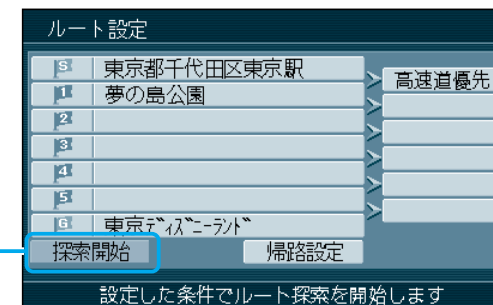 ルート設定
S 東京都千代田区東京駅
高速道優先
1 夢の島公園
2
3
4
5
G 東京ディズニーランド
探索開始 帰路設定
設定した条件でルート探索を開始します